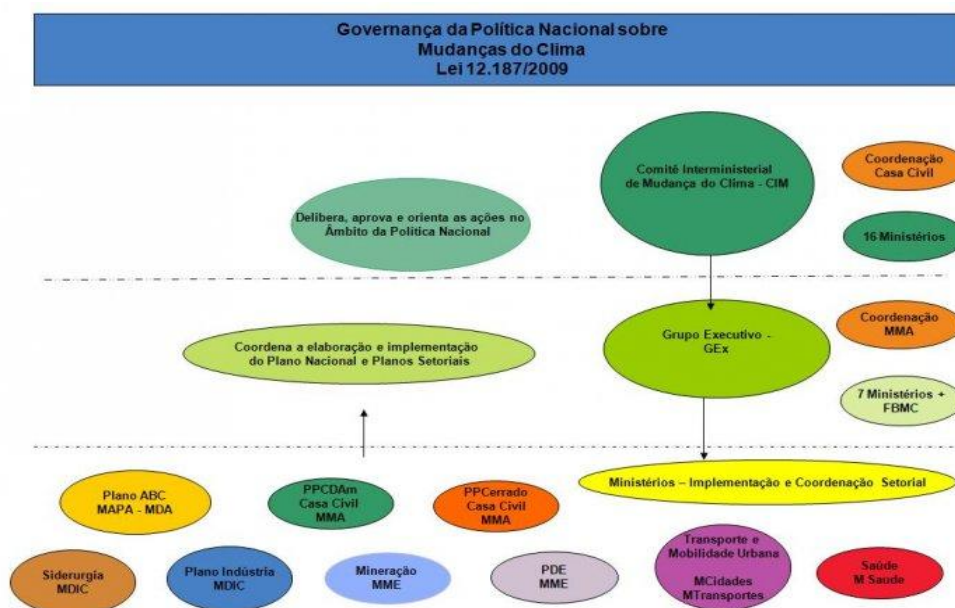 Governança da Política Nacional sobre
Mudanças do Clima
Lei 12.187/2009
Comitê Interministerial
de Mudança do Clima - CIM
Coordenação
Casa Civil
Delibera, aprova e orienta as ações no
Âmbito da Política Nacional
16 Ministérios
Coordena a elaboração e implementação
do Plano Nacional e Planos Setoriais
Grupo Executivo -
GEx
Coordenação
MMA
7 Ministérios +
FBMC
Plano ABC
MAPA - MDA
PPCDAm
Casa Civil
MMA
PPCerrado
Casa Civil
MMA
Ministérios – Implementação e Coordenação Setorial
Siderurgia
MDIC
Plano Indústria
MDIC
Mineração
MME
PDE
MME
Transporte e
Mobilidade Urbana
MCidades
MTransportes
Saúde
M Saude